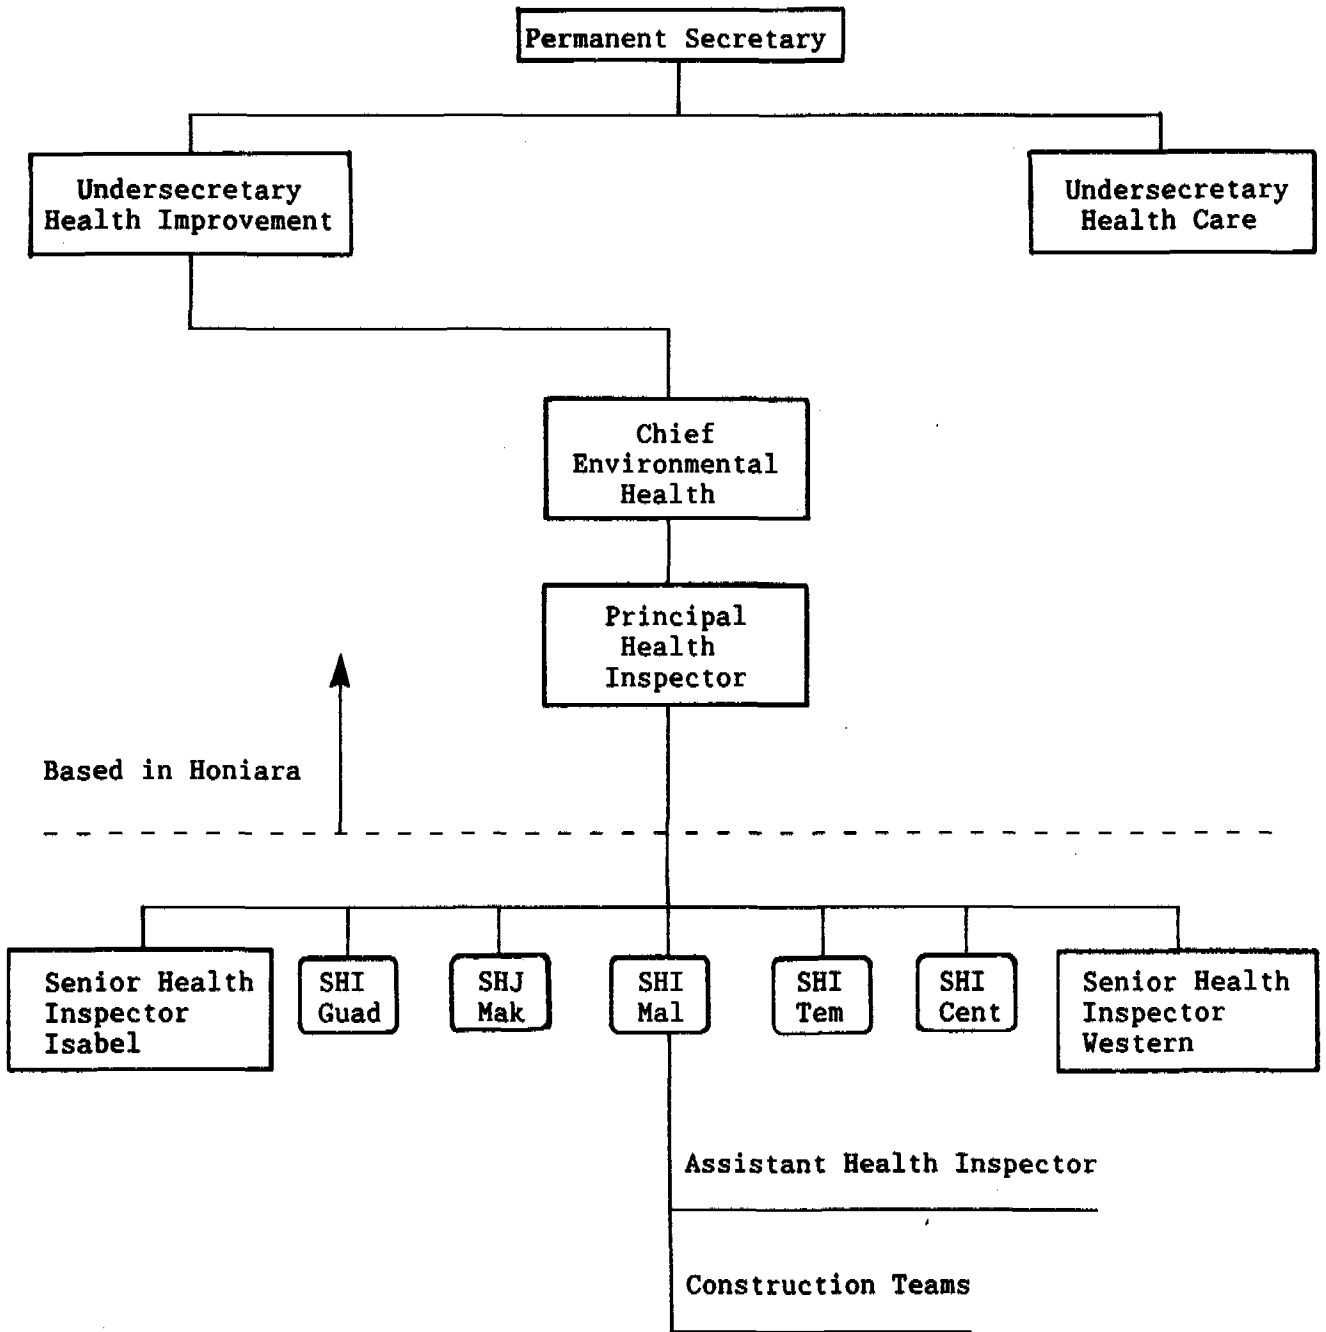 Permanent Secretary
Undersecretary
Health Improvement
Undersecretary
Health Care
Chief
Environmental
Health
Principal
Health
Inspector
Based in Honiara
Senior Health
Inspector
Isabel
SHI
Guad
SHJ
Mak
SHI
Mal
SHI
Tem
SHI
Cent
Senior Health
Inspector
Western
Assistant Health Inspector
Construction Teams